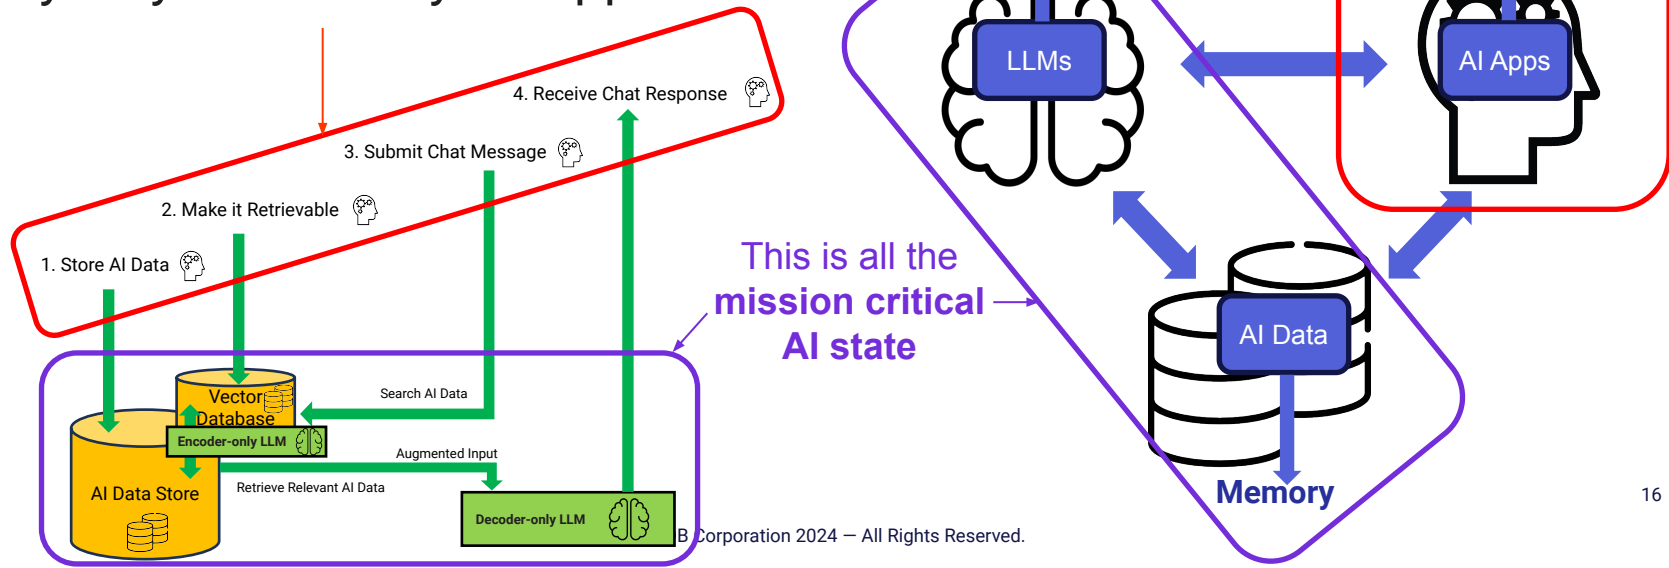 4. Receive Chat Response
3. Submit Chat Message
2. Make it Retrievable
1. Store AI Data
Vector
Database
Encoder-only LLM
AI Data Store
Search AI Data
Augmented Input
Retrieve Relevant AI Data
Decoder-only LLM
This is all the
mission critical
AI state
LLMs
AI Apps
AI Data
Memory
B Corporation 2024 — All Rights Reserved.
16